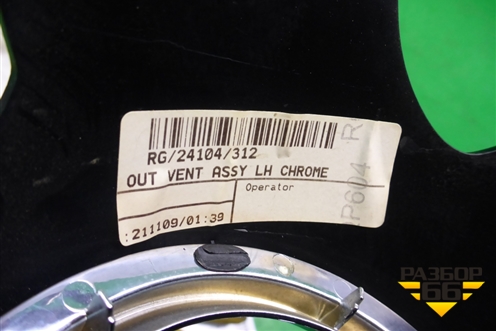 RG/24104/312
OUT VENT ASSY LH CHROME
Operator
:211109/01:39
P604 R
РАЗБОР
66